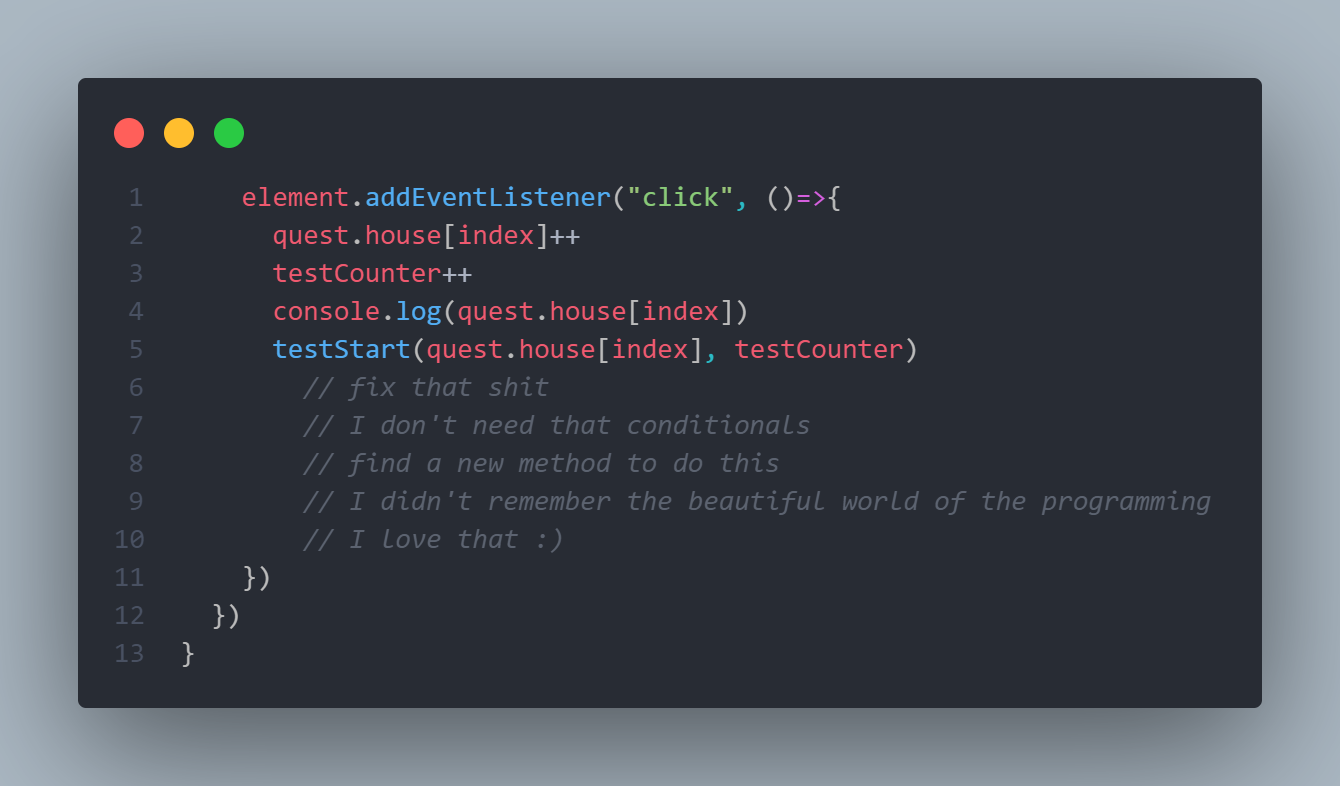 1 element.addEventListener("click", ()=>{
2 quest.house[index]++
3 testCounter++
4 console.log(quest.house[index])
5 testStart(quest.house[index], testCounter)
6 // fix that shit
7 // I don't need that conditionals
8 // find a new method to do this
9 // I didn't remember the beautiful world of the programming
10 // I love that :)
11 })
12 })
13 }